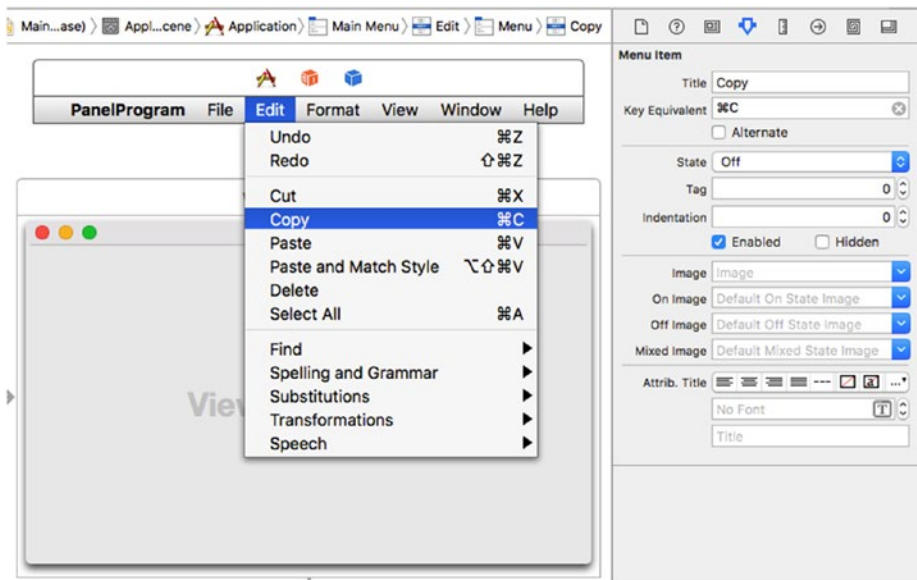 Main...ase) Appl...cene) Application Main Menu Edit Menu Copy
PanelProgram File Edit Format View Window Help
Undo ⌘Z
Redo ⇧⌘Z
Cut ⌘X
Copy ⌘C
Paste ⌘V
Paste and Match Style ⌥⇧⌘V
Delete
Select All ⌘A
Find
Spelling and Grammar
Substitutions
Transformations
Speech
View
Menu Item
Title Copy
Key Equivalent ⌘C
Alternate
State Off
Tag 0
Indentation 0
Enabled Hidden
Image Image
On Image Default On State Image
Off Image Default Off State Image
Mixed Image Default Mixed State Image
Attrib. Title a ...
No Font T
Title